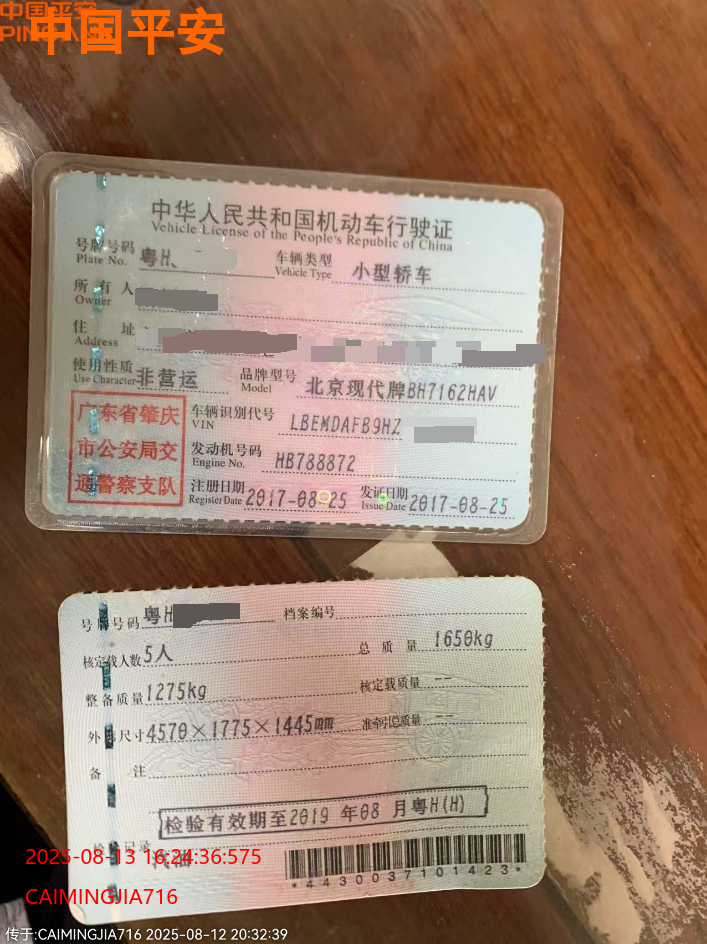 中国平安
PING AN
中国平安
中华人民共和国机动车行驶证
Vehicle License of the People's Republic of China
号牌号码 粤H、 车辆类型 小型轿车
Plate No. Vehicle Type
所有人
Owner
住址
Address
使用性质 非营运 品牌型号 北京现代牌BH7162HAV
Use Character Model
广东省肇庆
市公安局交
通警察支队
车辆识别代号 LBEMDAFB9HZ
VIN
发动机号码 HB788872
Engine No.
注册日期 2017-08-25 发证日期 2017-08-25
Register Date Issue Date
号牌号码 粤H 档案编号
核定载人数 5人 总质量 1650kg
整备质量 1275kg 核定载质量 --
外形尺寸 4570×1775×1445mm 准牵引总质量 --
备注
检验有效期至2019 年08 月粤H(H)
检验记录 汽油
*4430037101423*
2025-08-13 16:24:36:575
CAIMINGJIA716
传于:CAIMINGJIA716 2025-08-12 20:32:39